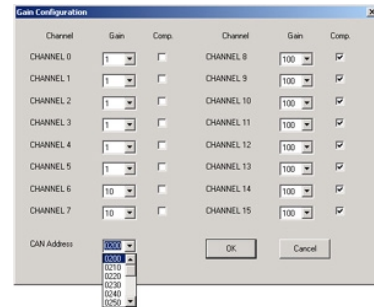 Gain Configuration
Channel Gain Comp. Channel Gain Comp.
CHANNEL 0 1 CHANNEL 8 100
CHANNEL 1 1 CHANNEL 9 100
CHANNEL 2 1 CHANNEL 10 100
CHANNEL 3 1 CHANNEL 11 100
CHANNEL 4 1 CHANNEL 12 100
CHANNEL 5 1 CHANNEL 13 100
CHANNEL 6 10 CHANNEL 14 100
CHANNEL 7 10 CHANNEL 15 100
CAN Address 0200 OK Cancel
0200
0210
0220
0230
0240
0250